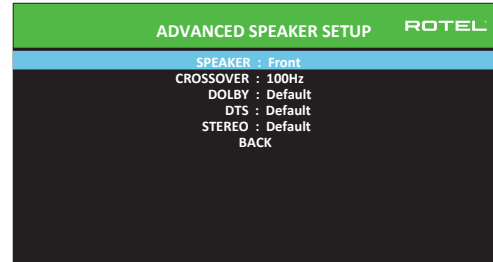 ADVANCED SPEAKER SETUP ROTEL
SPEAKER : Front
CROSSOVER : 100Hz
DOLBY : Default
DTS : Default
STEREO : Default
BACK